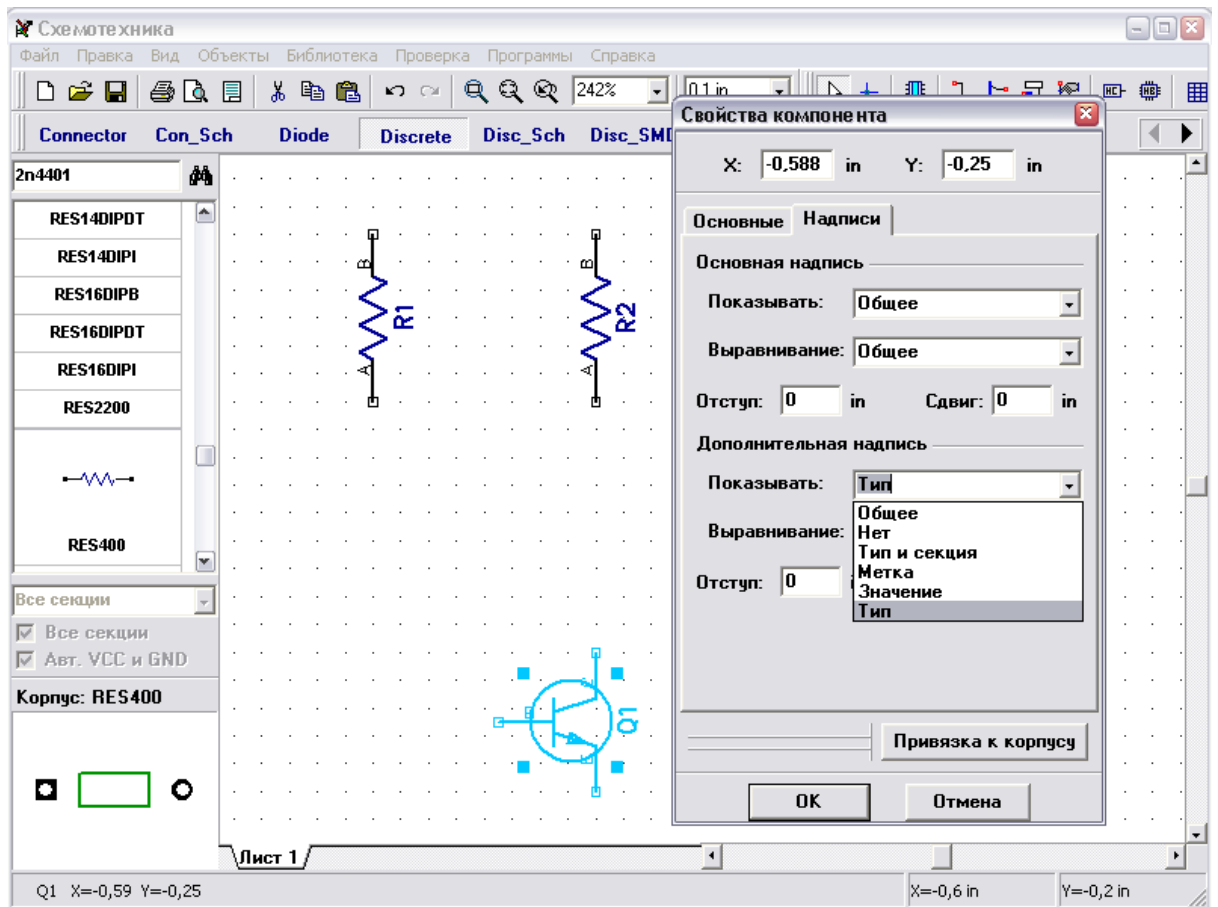 Схемотехника
Файл Правка Вид Объекты Библиотека Проверка Программы Справка
242%
0.1 in
Connector Con_Sch Diode Discrete Disc_Sch Disc_SMD
2n4401
RES14DIPDT
RES14DIPI
RES16DIPB
RES16DIPDT
RES16DIPI
RES2200
RES400
Все секции
Все секции
Авт. VCC и GND
Корпус: RES400
B
R1
A
B
R2
A
Q1
Лист 1
Свойства компонента
X: -0,588 in Y: -0,25 in
Основные Надписи
Основная надпись
Показывать: Общее
Выравнивание: Общее
Отступ: 0 in Сдвиг: 0 in
Дополнительная надпись
Показывать: Тип
Общее
Выравнивание: Нет
Тип и секция
Отступ: 0 Метка
Значение
Тип
Привязка к корпусу
OK Отмена
Q1 X=-0,59 Y=-0,25
X=-0,6 in Y=-0,2 in